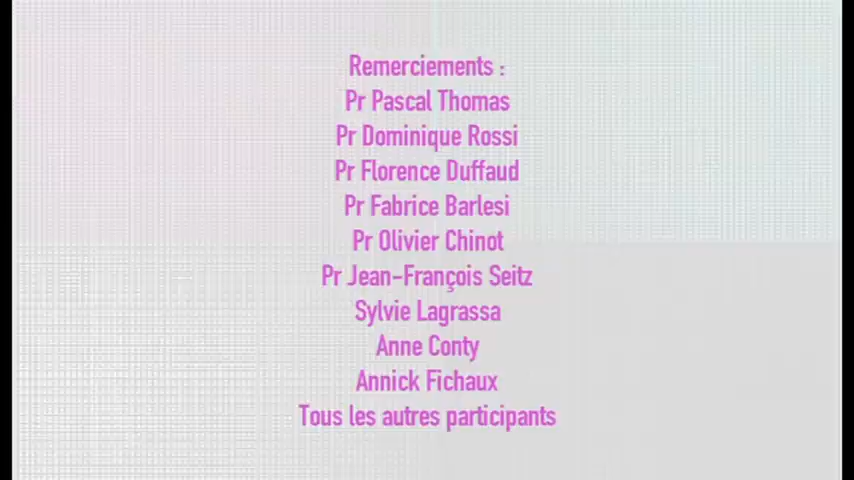 Remerciements :
Pr Pascal Thomas
Pr Dominique Rossi
Pr Florence Duffaud
Pr Fabrice Barlesi
Pr Olivier Chinot
Pr Jean-François Seitz
Sylvie Lagrassa
Anne Conty
Annick Fichaux
Tous les autres participants